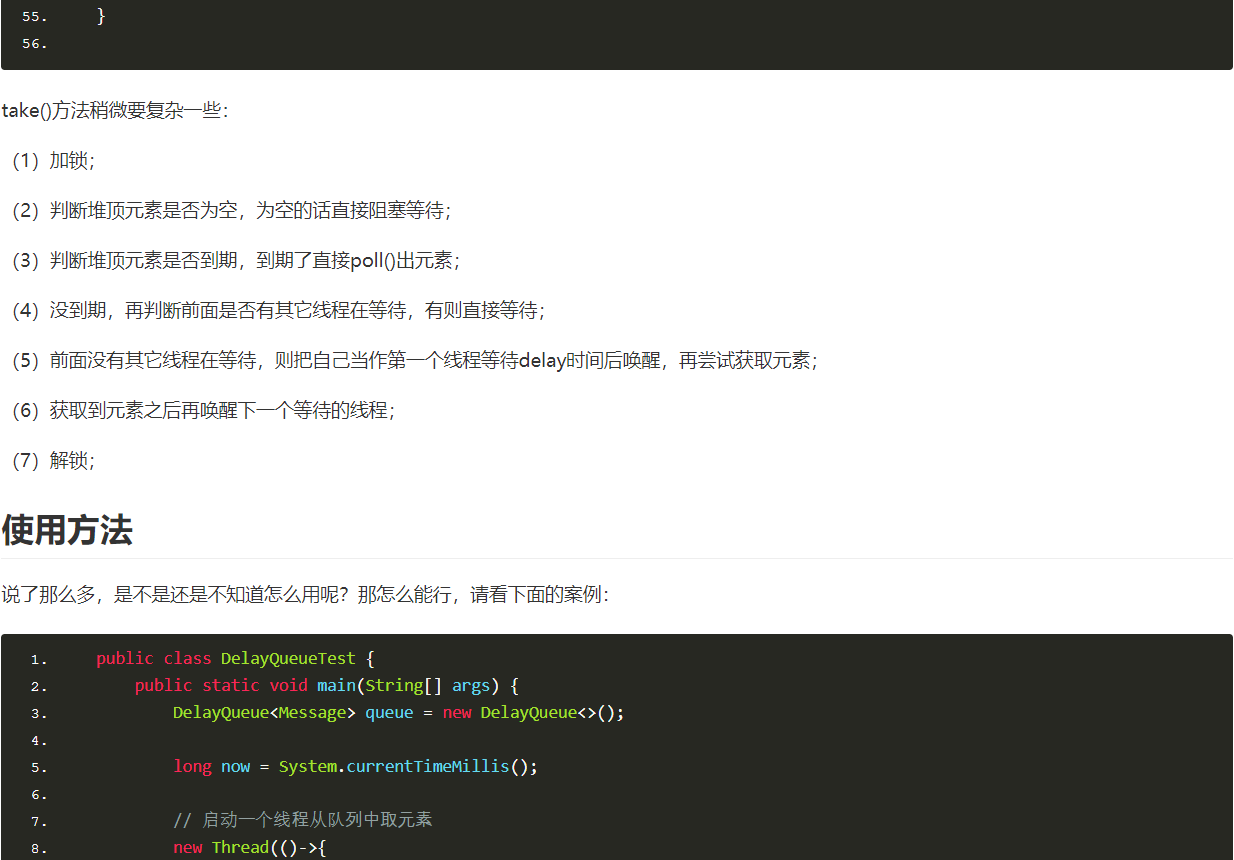 55. }
56.
take()方法稍微要复杂一些：
（1）加锁；
（2）判断堆顶元素是否为空，为空的话直接阻塞等待；
（3）判断堆顶元素是否到期，到期了直接poll()出元素；
（4）没到期，再判断前面是否有其它线程在等待，有则直接等待；
（5）前面没有其它线程在等待，则把自己当作第一个线程等待delay时间后唤醒，再尝试获取元素；
（6）获取到元素之后再唤醒下一个等待的线程；
（7）解锁；
使用方法
说了那么多，是不是还是不知道怎么用呢？那怎么能行，请看下面的案例：
1. public class DelayQueueTest {
2. public static void main(String[] args) {
3. DelayQueue<Message> queue = new DelayQueue<>();
4.
5. long now = System.currentTimeMillis();
6.
7. // 启动一个线程从队列中取元素
8. new Thread(()->{